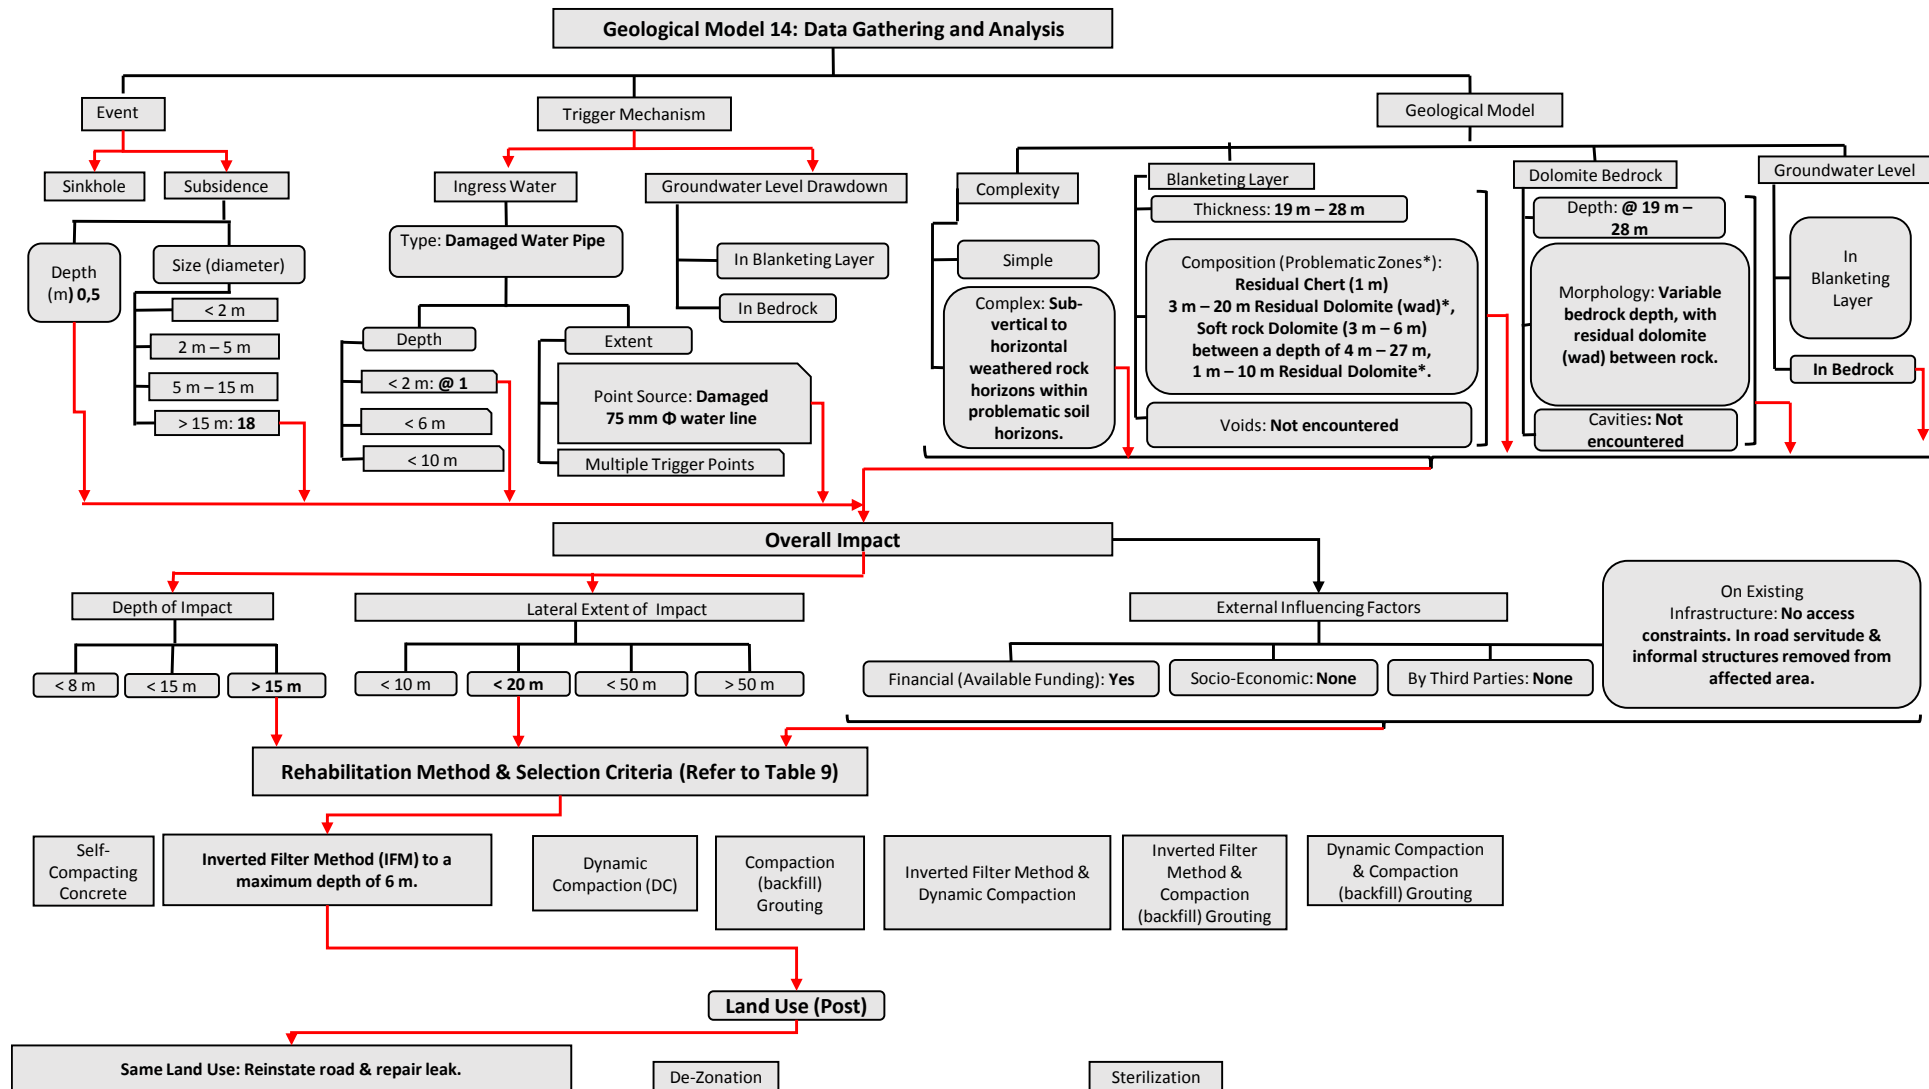 Geological Model 14: Data Gathering and Analysis
Event
Trigger Mechanism
Geological Model
Sinkhole
Subsidence
Depth
(m) 0,5
Size (diameter)
< 2 m
2 m – 5 m
5 m – 15 m
> 15 m: 18
Ingress Water
Groundwater Level Drawdown
Type: Damaged Water Pipe
In Blanketing Layer
In Bedrock
Depth
< 2 m: @ 1
< 6 m
< 10 m
Extent
Point Source: Damaged
75 mm Φ water line
Multiple Trigger Points
Complexity
Simple
Complex: Sub-
vertical to
horizontal
weathered rock
horizons within
problematic soil
horizons.
Blanketing Layer
Thickness: 19 m – 28 m
Composition (Problematic Zones*):
Residual Chert (1 m)
3 m – 20 m Residual Dolomite (wad)*,
Soft rock Dolomite (3 m – 6 m)
between a depth of 4 m – 27 m,
1 m – 10 m Residual Dolomite*.
Voids: Not encountered
Dolomite Bedrock
Depth: @ 19 m –
28 m
Morphology: Variable
bedrock depth, with
residual dolomite
(wad) between rock.
Cavities: Not
encountered
Groundwater Level
In
Blanketing
Layer
In Bedrock
Overall Impact
Depth of Impact
< 8 m
< 15 m
> 15 m
Lateral Extent of Impact
< 10 m
< 20 m
< 50 m
> 50 m
External Influencing Factors
Financial (Available Funding): Yes
Socio-Economic: None
By Third Parties: None
On Existing
Infrastructure: No access
constraints. In road servitude &
informal structures removed from
affected area.
Rehabilitation Method & Selection Criteria (Refer to Table 9)
Self-
Compacting
Concrete
Inverted Filter Method (IFM) to a
maximum depth of 6 m.
Dynamic
Compaction (DC)
Compaction
(backfill)
Grouting
Inverted Filter Method &
Dynamic Compaction
Inverted Filter
Method &
Compaction
(backfill) Grouting
Dynamic Compaction
& Compaction
(backfill) Grouting
Land Use (Post)
Same Land Use: Reinstate road & repair leak.
De-Zonation
Sterilization